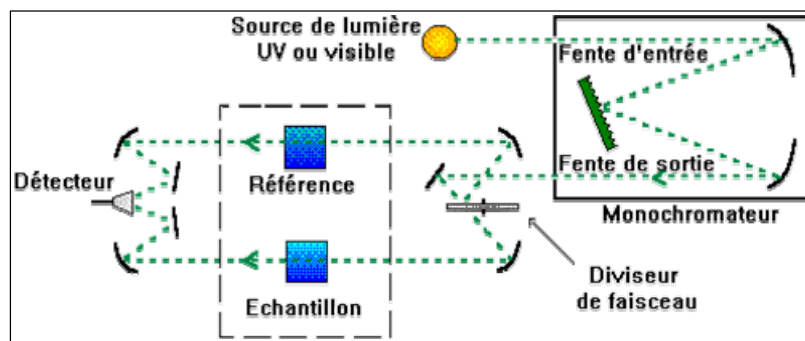 Source de lumière
UV ou visible
Fente d'entrée
Fente de sortie
Monochromateur
Détecteur
Référence
Echantillon
Diviseur
de faisceau